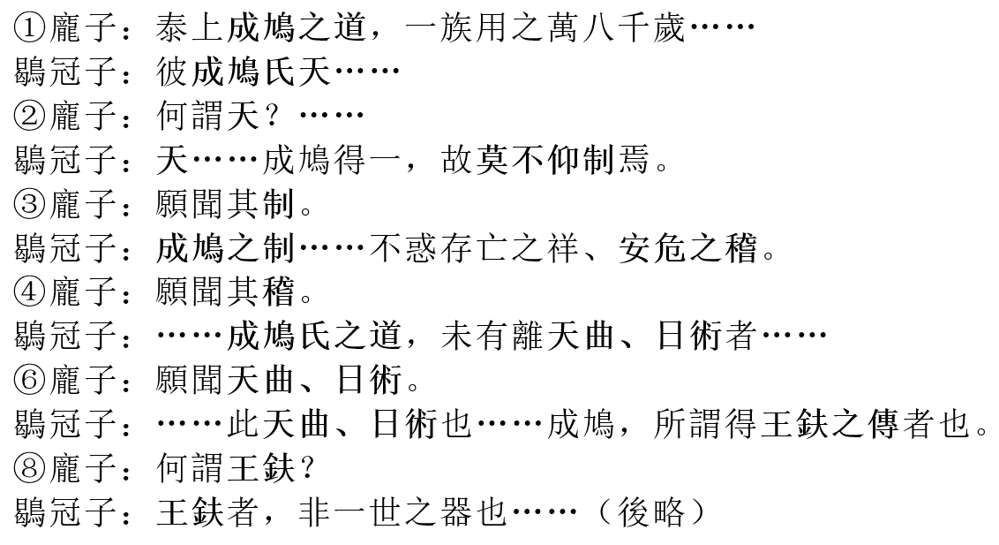 ①龐子：泰上成鳩之道，一族用之萬八千歲……
鶡冠子：彼成鳩氏天……
②龐子：何謂天？……
鶡冠子：天……成鳩得一，故莫不仰制焉。
③龐子：願聞其制。
鶡冠子：成鳩之制……不惑存亡之祥、安危之稽。
④龐子：願聞其稽。
鶡冠子：……成鳩氏之道，未有離天曲、日術者……
⑥龐子：願聞天曲、日術。
鶡冠子：……此天曲、日術也……成鳩，所謂得王鈇之傳者也。
⑧龐子：何謂王鈇？
鶡冠子：王鈇者，非一世之器也……（後略）